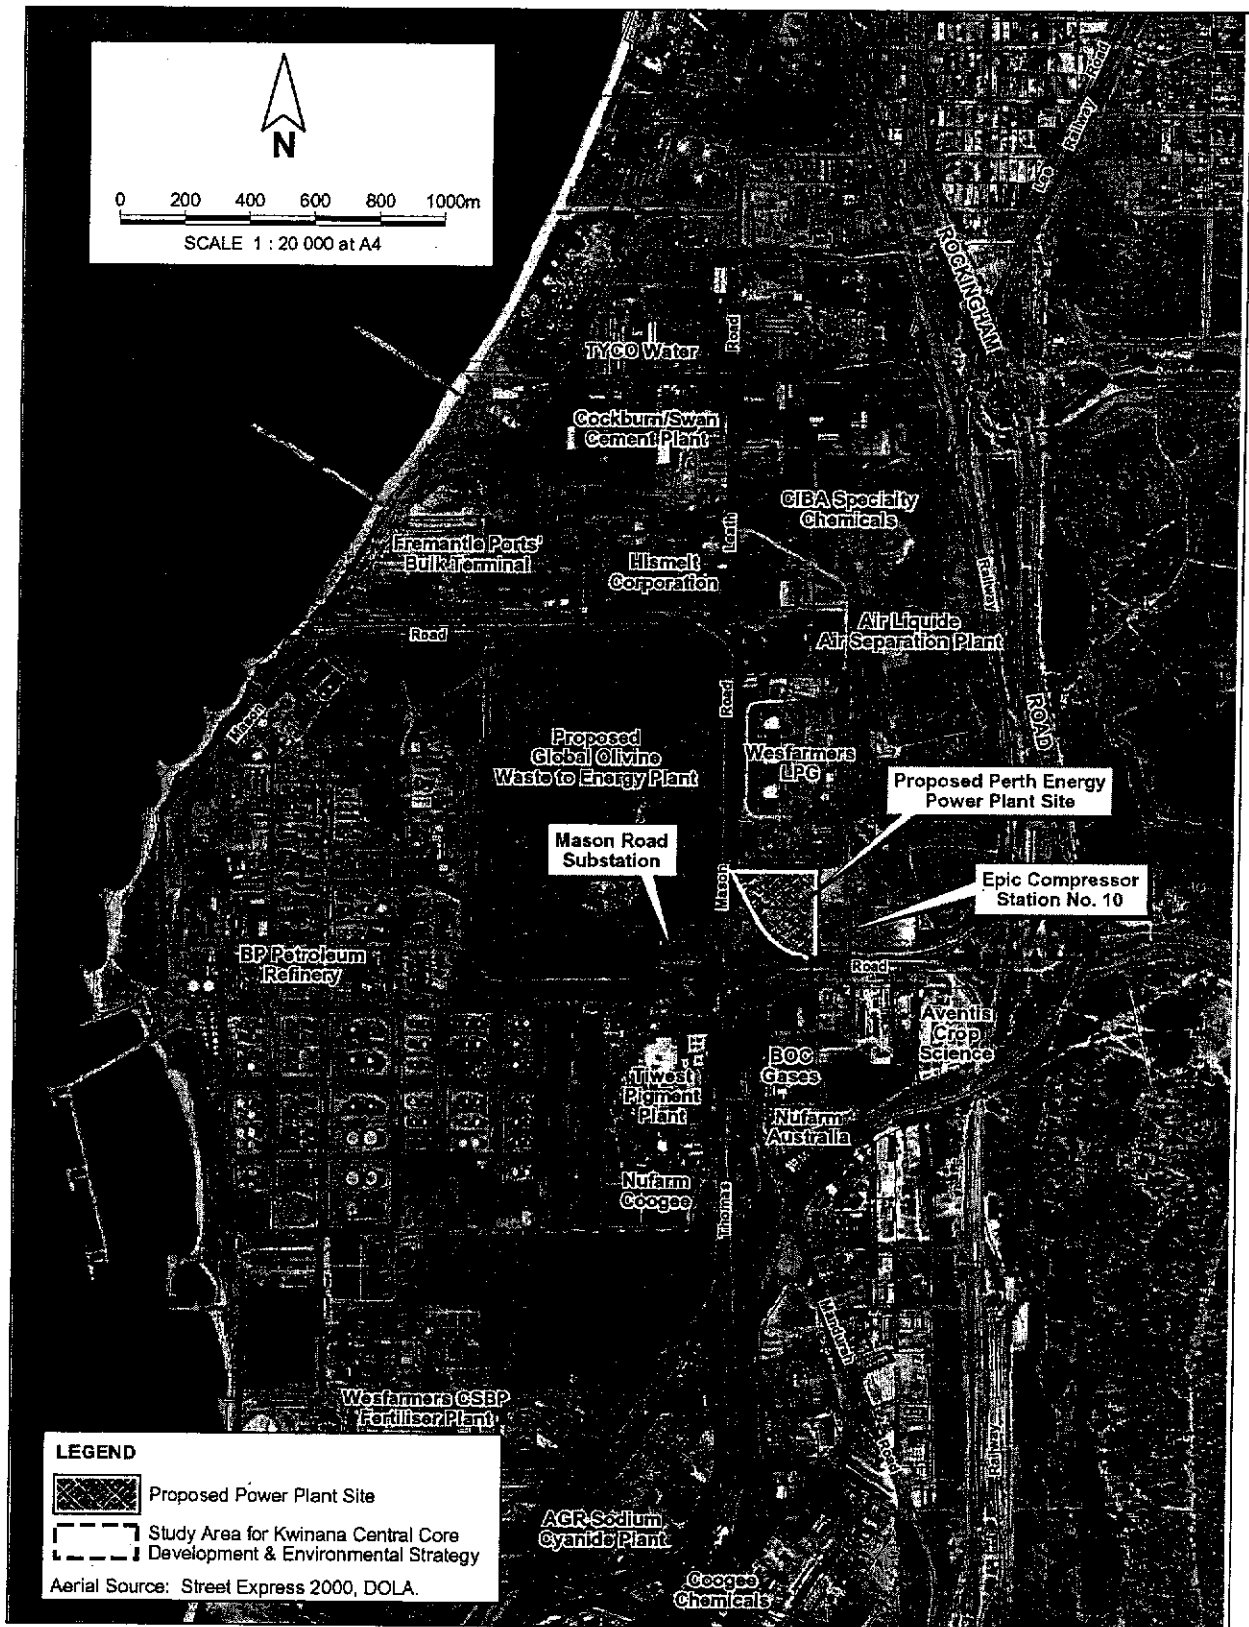 N
0 200 400 600 800 1000m
SCALE 1 : 20 000 at A4
Road
Railway
Leo
ROCKINGHAM
TYCO Water
Road
Cockburn/Swan
Cement Plant
CIBA Specialty
Chemicals
Leath
Fremantle Ports'
Bulk Terminal
Hismelt
Corporation
Railway
Air Liquide
Air Separation Plant
Road
Mason
Road
ROAD
Proposed
Global Olivine
Waste to Energy Plant
Wesfarmers
LPG
Proposed Perth Energy
Power Plant Site
Mason Road
Substation
Mason
Epic Compressor
Station No. 10
BP Petroleum
Refinery
Road
Aventis
Crop
Science
BOC
Gases
Tiwest
Pigment
Plant
Nufarm
Australia
Nufarm
Coogee
Thomas
Mandurah
Road
Railway
Wesfarmers CSBP
Fertiliser Plant
LEGEND
Proposed Power Plant Site
Study Area for Kwinana Central Core
Development & Environmental Strategy
Aerial Source: Street Express 2000, DOLA.
AGR Sodium
Cyanide Plant
Coogee
Chemicals